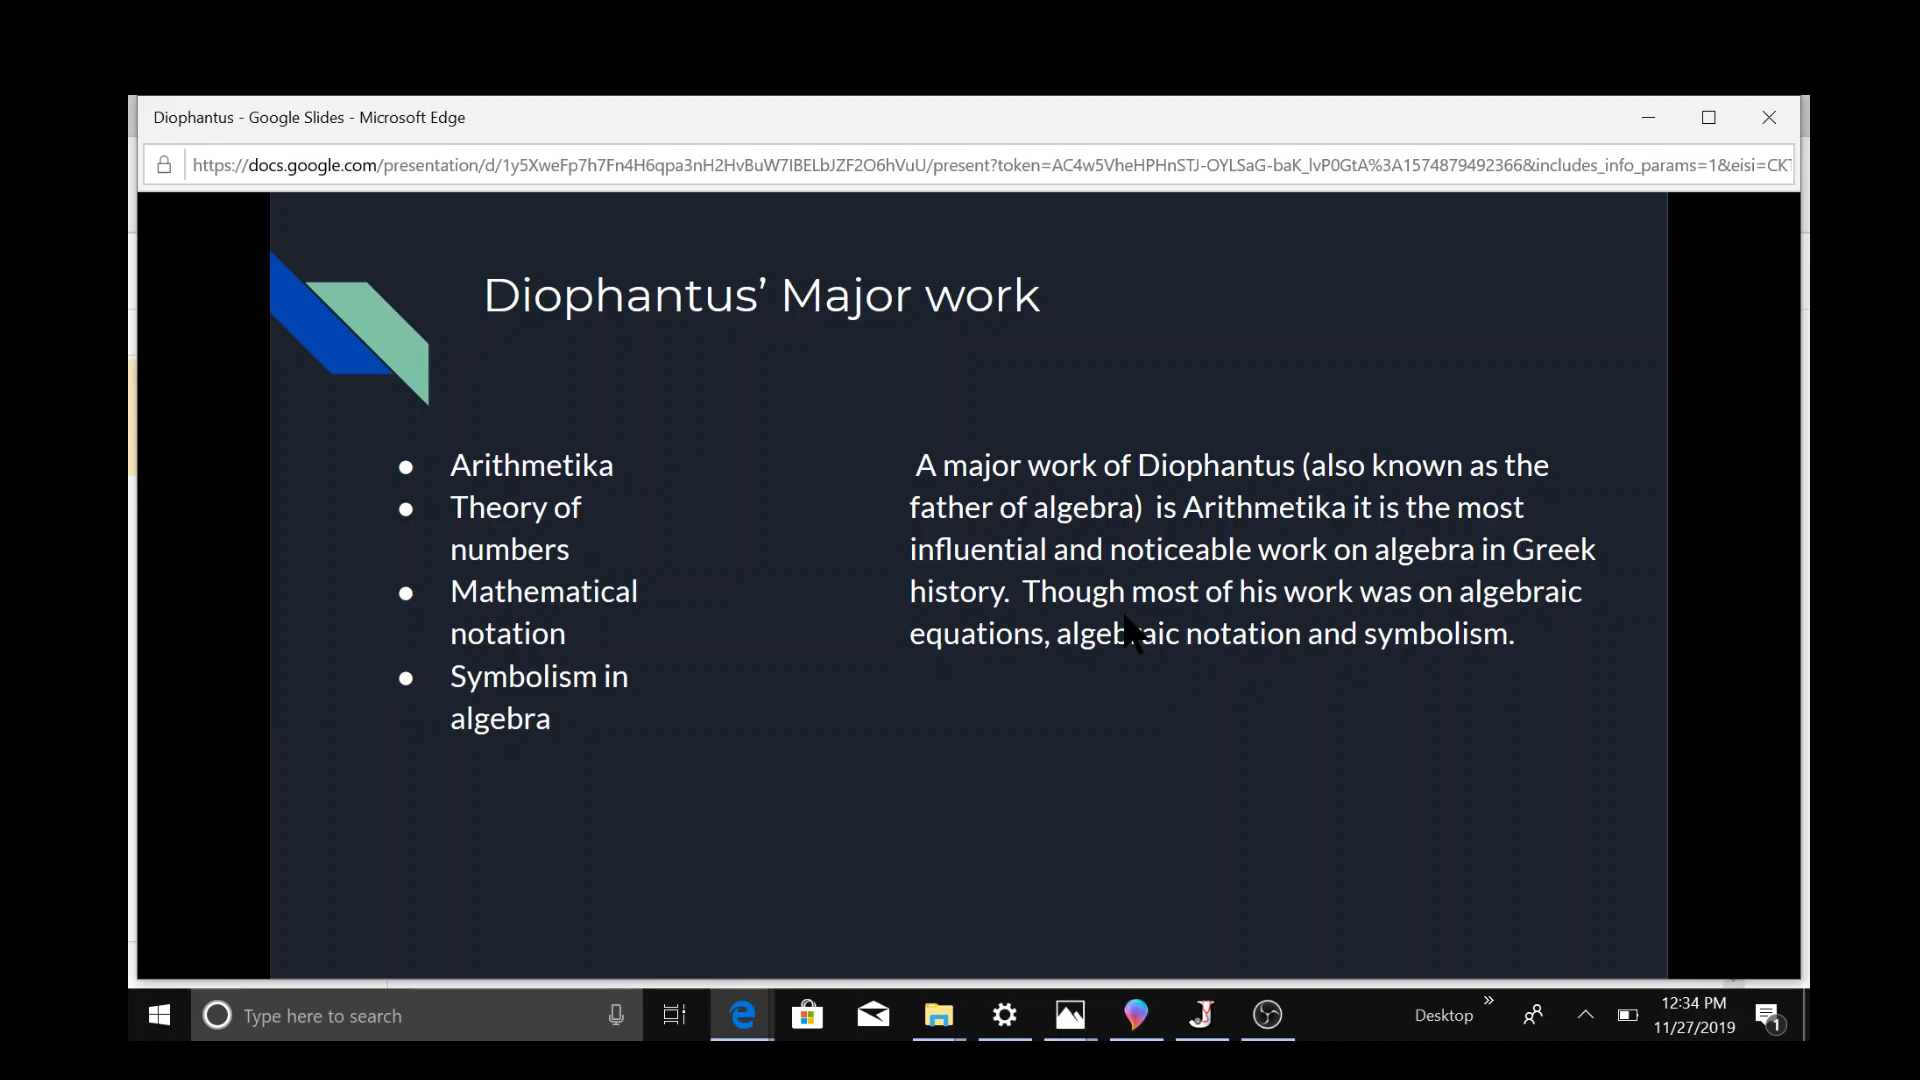 Diophantus - Google Slides - Microsoft Edge
https://docs.google.com/presentation/d/1y5XweFp7h7Fn4H6qpa3nH2HvBuW7IBELbJZF2O6hVuU/present?token=AC4w5VheHPHnSTJ-OYLSaG-baK_lvP0GtA%3A1574879492366&includes_info_params=1&eisi=CK
Diophantus’ Major work
● Arithmetika
● Theory of
numbers
● Mathematical
notation
● Symbolism in
algebra
A major work of Diophantus (also known as the
father of algebra) is Arithmetika it is the most
influential and noticeable work on algebra in Greek
history. Though most of his work was on algebraic
equations, algebraic notation and symbolism.
Type here to search
Desktop
12:34 PM
11/27/2019
1